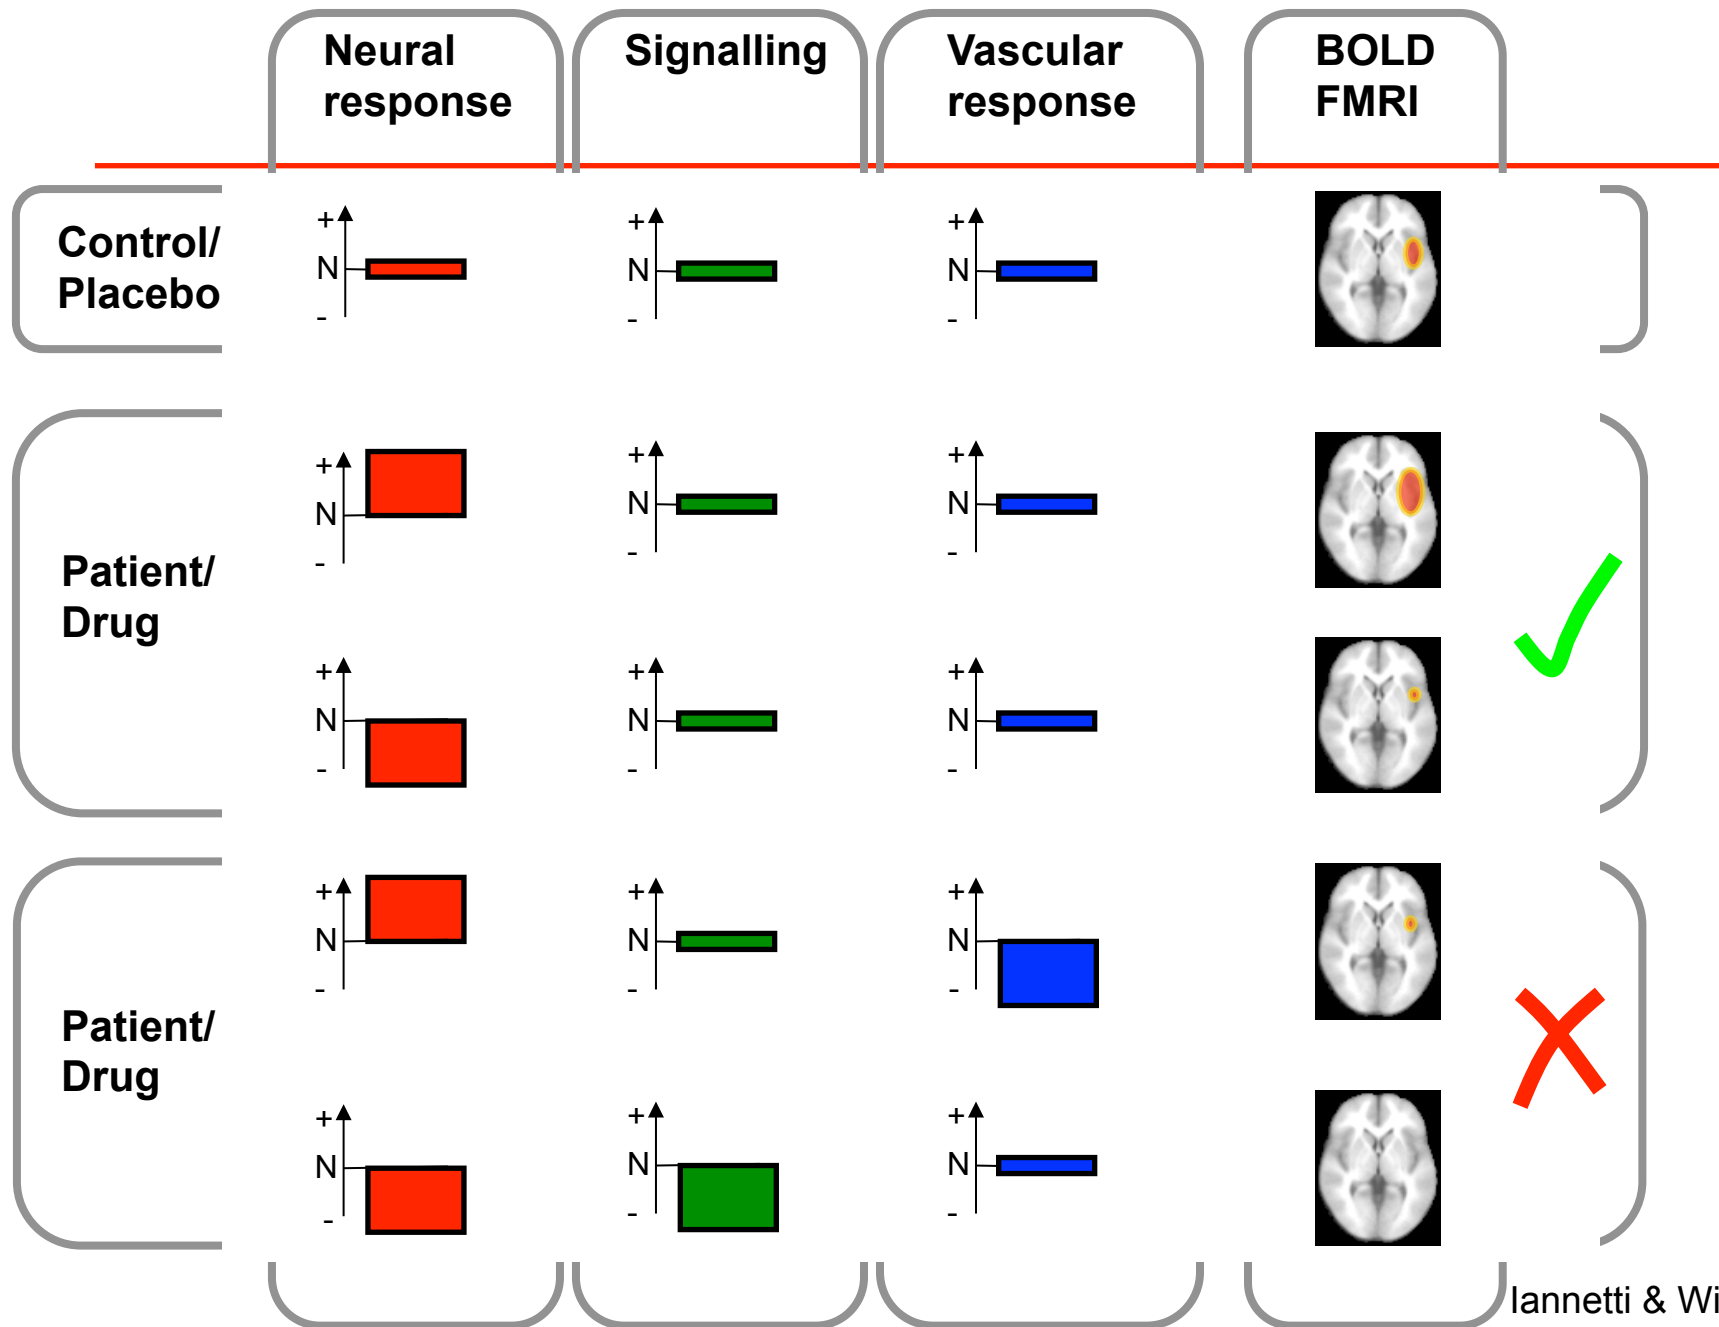 Neural
response
Signalling
Vascular
response
BOLD
FMRI
Control/
Placebo
+
N
-
+
N
-
+
N
-
Patient/
Drug
+
N
-
+
N
-
+
N
-
+
N
-
+
N
-
+
N
-
Patient/
Drug
+
N
-
+
N
-
+
N
-
+
N
-
+
N
-
+
N
-
Iannetti & Wi